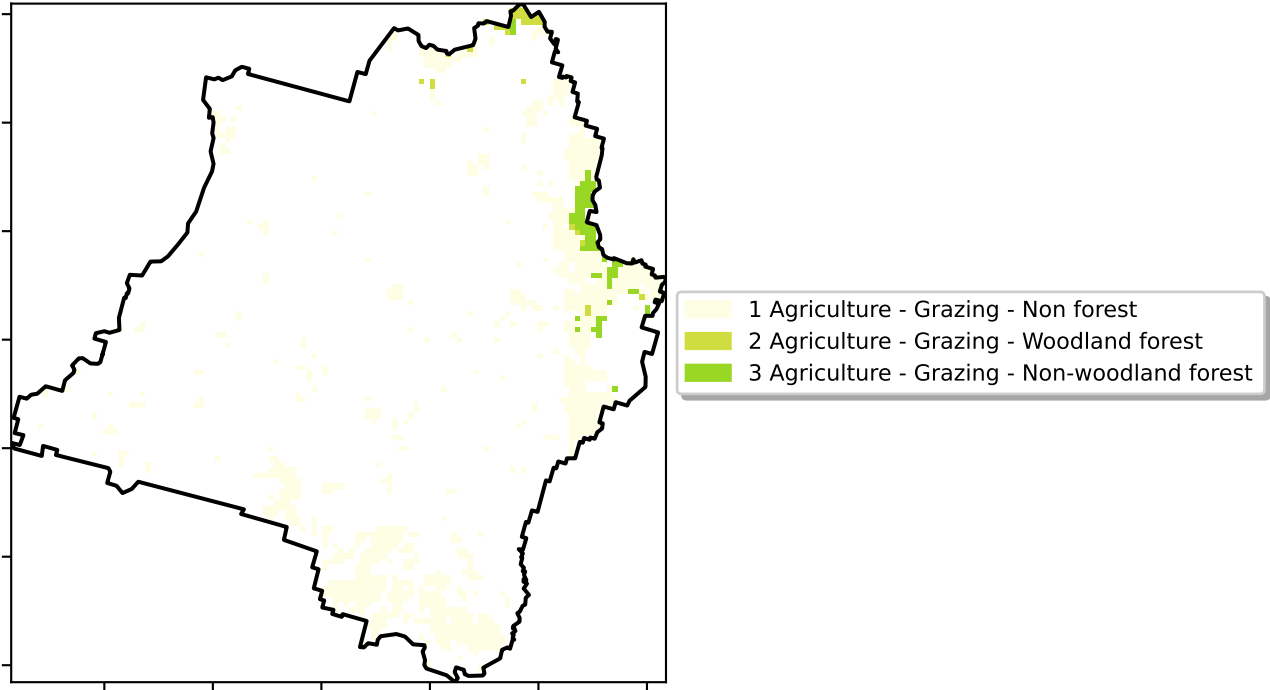 1 Agriculture - Grazing - Non forest
2 Agriculture - Grazing - Woodland forest
3 Agriculture - Grazing - Non-woodland forest